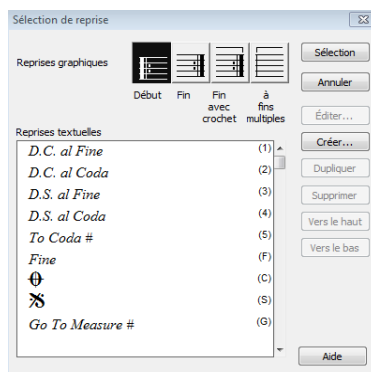 Sélection de reprise
Reprises graphiques
Début Fin Fin avec crochet à fins multiples
Sélection
Annuler
Éditer...
Créer...
Dupliquer
Supprimer
Vers le haut
Vers le bas
Reprises textuelles
D.C. al Fine (1)
D.C. al Coda (2)
D.S. al Fine (3)
D.S. al Coda (4)
To Coda # (5)
Fine (F)
(C)
(S)
Go To Measure # (G)
Aide